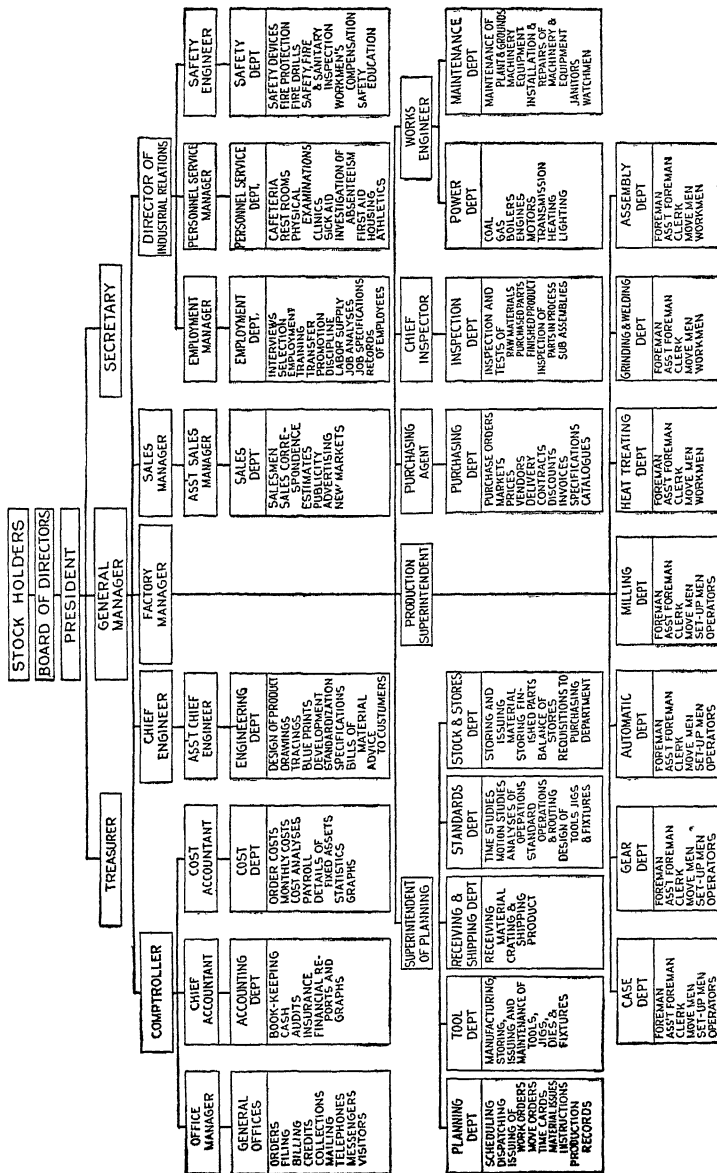 STOCK HOLDERS
BOARD OF DIRECTORS
PRESIDENT
TREASURER
GENERAL
MANAGER
SECRETARY
COMPTROLLER
CHIEF
ENGINEER
FACTORY
MANAGER
SALES
MANAGER
DIRECTOR OF
INDUSTRIAL RELATIONS
OFFICE
MANAGER
CHIEF
ACCOUNTANT
COST
ACCOUNTANT
ASS'T CHIEF
ENGINEER
ASS'T SALES
MANAGER
EMPLOYMENT
MANAGER
PERSONNEL SERVICE
MANAGER
SAFETY
ENGINEER
GENERAL
OFFICES
ORDERS
FILING
BILLING
CREDITS
COLLECTIONS
MAILING
TELEPHONES
MESSENGERS
VISITORS
ACCOUNTING
DEPT
BOOK-KEEPING
CASH
AUDITS
INSURANCE
FINANCIAL RE-
PORTS AND
GRAPHS
COST
DEPT
ORDER COSTS
MONTHLY COSTS
COST ANALYSES
PAYROLL
DETAILS OF
FIXED ASSETS
STATISTICS
GRAPHS
ENGINEERING
DEPT
DESIGN OF PRODUCT
DRAWINGS
TRACINGS
BLUE PRINTS
DEVELOPMENT
STANDARDIZATION
SPECIFICATIONS
BILLS OF
MATERIAL
ADVICE
TO CUSTUMERS
SALES
DEPT
SALESMEN
SALES CORRE-
SPONDENCE
ESTIMATES
PUBLICITY
ADVERTISING
NEW MARKETS
EMPLOYMENT
DEPT.
INTERVIEWS
SELECTION
EMPLOYMENT
TRAINING
TRANSFER
PROMOTION
DISCIPLINE
LABOR SUPPLY
JOB ANALYSES
JOB SPECIFICATIONS
RECORDS
OF EMPLOYEES
PERSONNEL SERVICE
DEPT.
CAFETERIA
REST ROOMS
PHYSICAL
EXAMINATIONS
CLINICS
SICK AID
INVESTIGATION OF
ABSENTEEISM
FIRST AID
HOUSING
ATHLETICS
SAFETY
DEPT
SAFETY DEVICES
FIRE PROTECTION
FIRE DRILLS
SAFETY, FIRE
& SANITARY
INSPECTION
WORKMEN'S
COMPENSATION
SAFETY
EDUCATION
SUPERINTENDENT
OF PLANNING
PRODUCTION
SUPERINTENDENT
PURCHASING
AGENT
CHIEF
INSPECTOR
WORKS
ENGINEER
PLANNING
DEPT
SCHEDULING
DISPATCHING
ISSUING OF
WORK ORDERS
MOVE ORDERS
TIME CARDS
MATERIAL ISSUES
INSTRUCTIONS
PRODUCTION
RECORDS
TOOL
DEPT
MANUFACTURING
STORING,
ISSUING AND
MAINTENANCE OF
TOOLS,
JIGS,
DIES &
FIXTURES
RECEIVING &
SHIPPING DEPT
RECEIVING
MATERIAL
CRATING &
SHIPPING
PRODUCT
STANDARDS
DEPT
TIME STUDIES
MOTION STUDIES
ANALYSES OF
OPERATIONS
STANDARD
OPERATIONS
& ROUTING
DESIGN OF
TOOLS JIGS
& FIXTURES
STOCK & STORES
DEPT
STORING AND
ISSUING
MATERIAL
STORING FIN-
ISHED PARTS
BALANCE OF
STORES
REQUISITIONS TO
PURCHASING
DEPARTMENT
PURCHASING
DEPT
PURCHASE ORDERS
MARKETS
PRICES
VENDORS
DELIVERY
CONTRACTS
DISCOUNTS
INVOICES
SPECIFICATIONS
CATALOGUES
INSPECTION
DEPT
INSPECTION AND
TESTS OF
RAW MATERIALS
PURCHASED PARTS
FINISHED PRODUCT
INSPECTION OF
PARTS IN PROCESS
SUB ASSEMBLIES
POWER
DEPT
COAL
GAS
BOILERS
ENGINES
MOTORS
TRANSMISSION
HEATING
LIGHTING
MAINTENANCE
DEPT
MAINTENANCE OF
PLANT & GROUNDS
MACHINERY
EQUIPMENT
INSTALLATION &
REPAIRS OF
MACHINERY &
EQUIPMENT
JANITORS
WATCHMEN
CASE
DEPT
FOREMAN
ASST FOREMAN
CLERK
MOVE MEN
SET-UP MEN
OPERATORS
GEAR
DEPT
FOREMAN
ASST FOREMAN
CLERK
MOVE MEN
SET-UP MEN
OPERATORS
AUTOMATIC
DEPT
FOREMAN
ASST FOREMAN
CLERK
MOVE MEN
SET-UP MEN
OPERATORS
MILLING
DEPT
FOREMAN
ASST FOREMAN
CLERK
MOVE MEN
SET-UP MEN
OPERATORS
HEAT TREATING
DEPT
FOREMAN
ASST FOREMAN
CLERK
MOVE MEN
WORKMEN
GRINDING & WELDING
DEPT
FOREMAN
ASST FOREMAN
CLERK
MOVE MEN
WORKMEN
ASSEMBLY
DEPT
FOREMAN
ASS'T FOREMAN
CLERK
MOVE MEN
WORKMEN